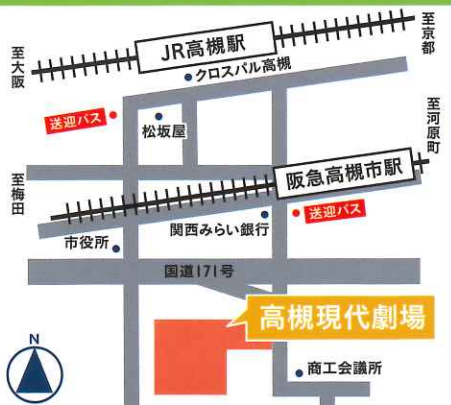 至京都
JR高槻駅
至大阪
クロスパル高槻
送迎バス
松坂屋
至河原町
阪急高槻市駅
至梅田
送迎バス
関西みらい銀行
市役所
国道171号
高槻現代劇場
N
商工会議所